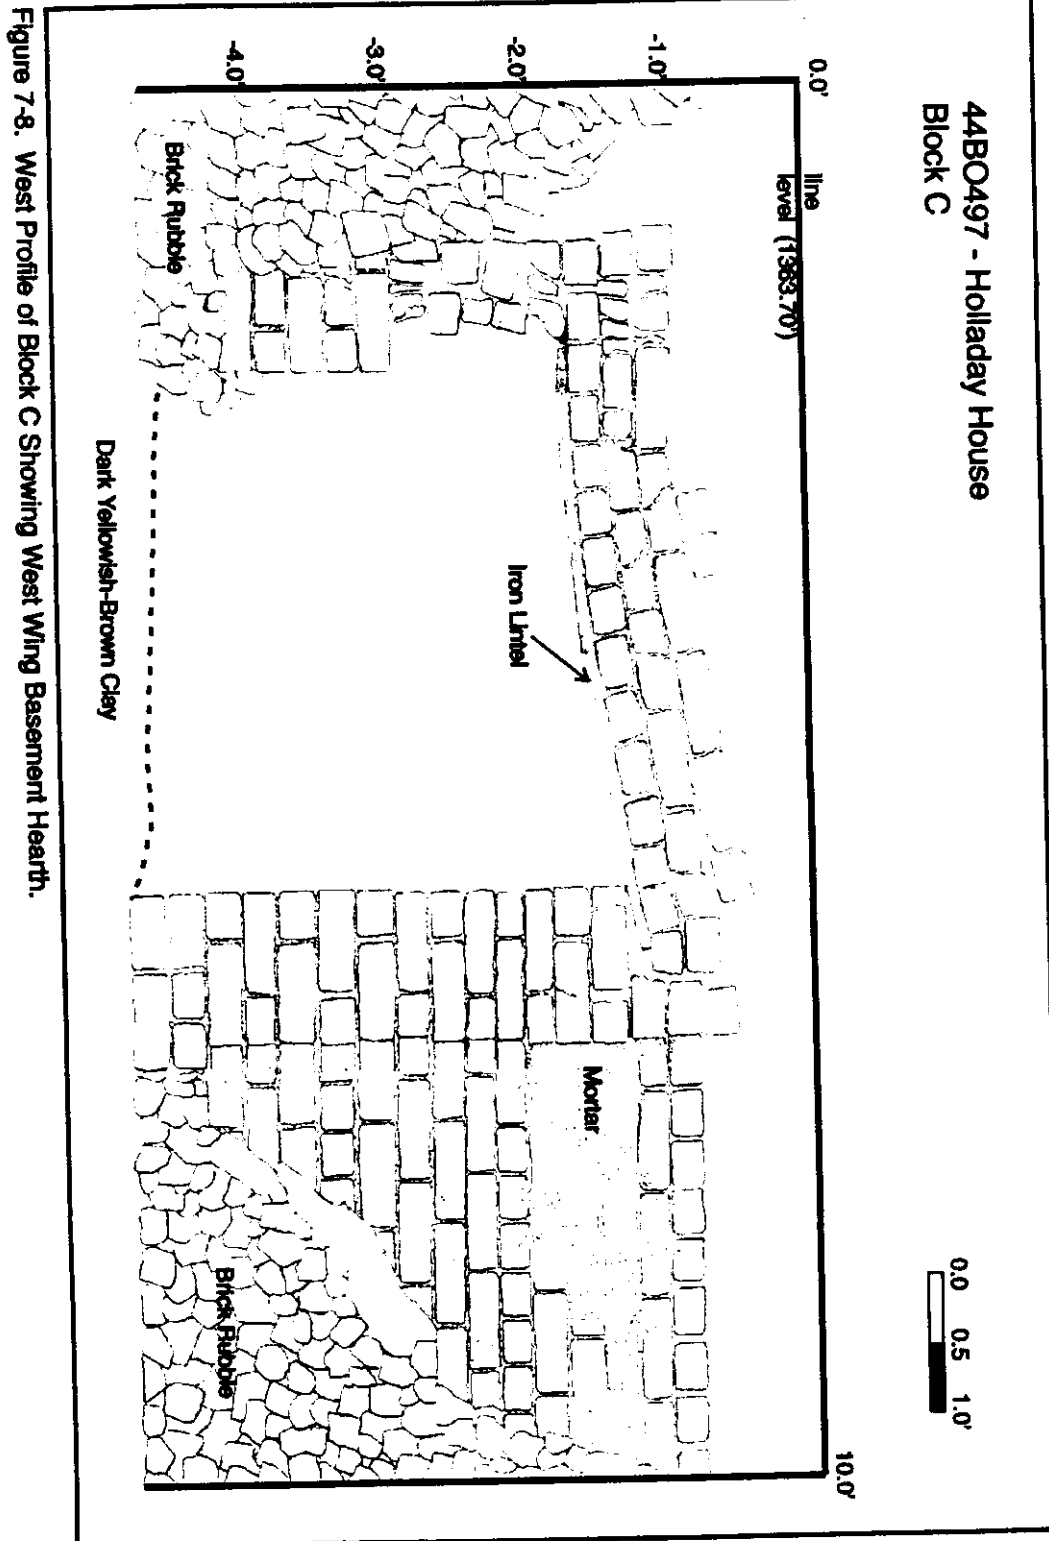 44BO497 - Holladay House
Block C
0.0 0.5 1.0'
line
level (1363.70')
0.0'
10.0'
-1.0'
-2.0'
-3.0'
-4.0'
Iron Lintel
Mortar
Brick Rubble
Brick Rubble
Dark Yellowish-Brown Clay
Figure 7-8. West Profile of Block C Showing West Wing Basement Hearth.